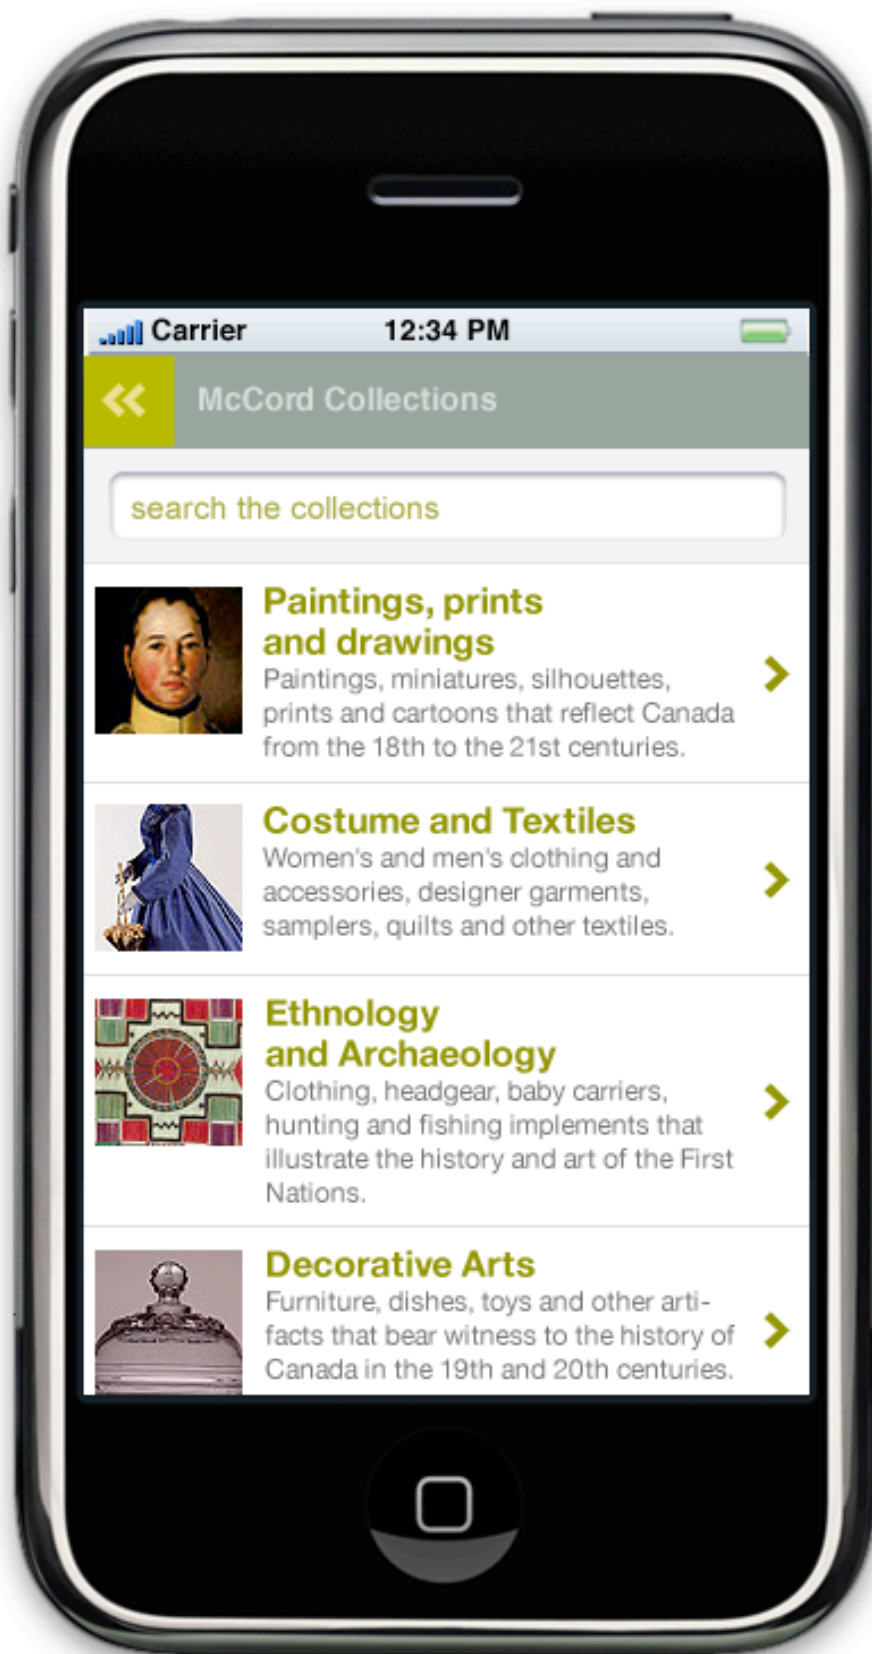 Carrier 12:34 PM
McCord Collections
search the collections
Paintings, prints
and drawings
Paintings, miniatures, silhouettes,
prints and cartoons that reflect Canada
from the 18th to the 21st centuries.
Costume and Textiles
Women's and men's clothing and
accessories, designer garments,
samplers, quilts and other textiles.
Ethnology
and Archaeology
Clothing, headgear, baby carriers,
hunting and fishing implements that
illustrate the history and art of the First
Nations.
Decorative Arts
Furniture, dishes, toys and other arti-
facts that bear witness to the history of
Canada in the 19th and 20th centuries.